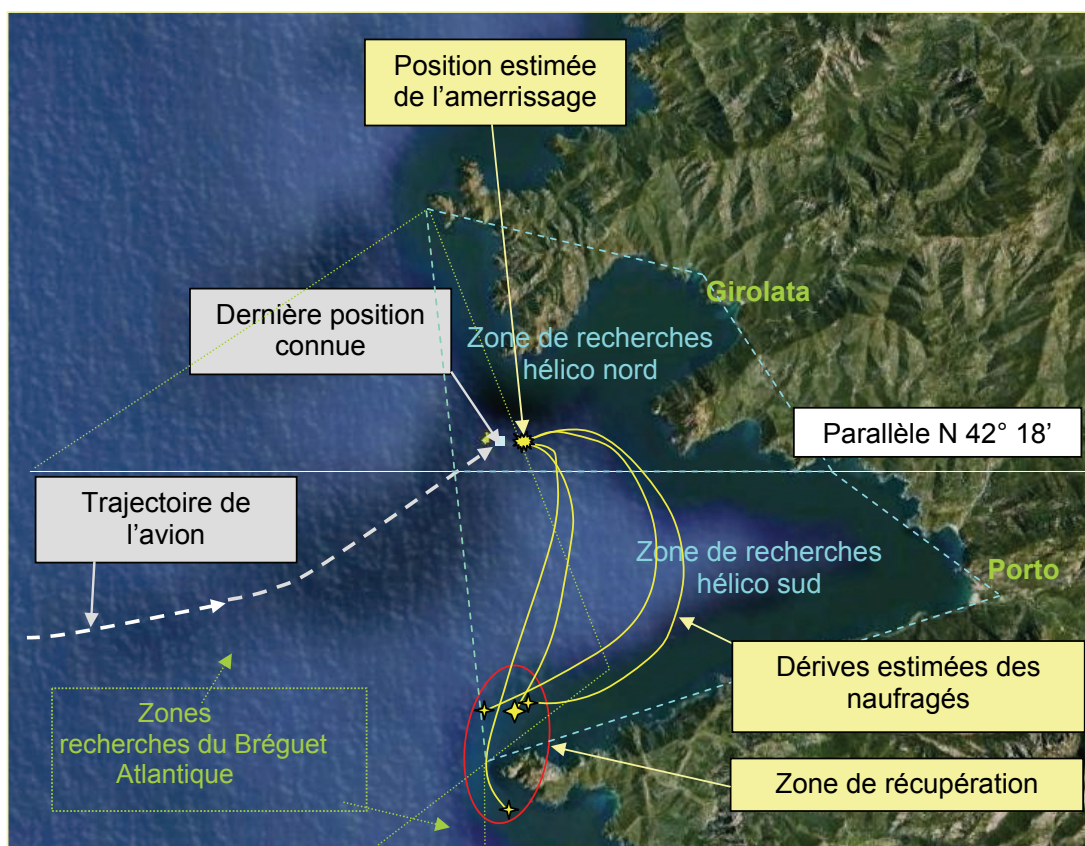 Position estimée
de l'amerrissage
Girolata
Dernière position
connue
Zone de recherches
hélico nord
Parallèle N 42° 18'
Trajectoire de
l'avion
Zone de recherches
hélico sud
Porto
Dérives estimées des
naufragés
Zones
recherches du Bréguet
Atlantique
Zone de récupération